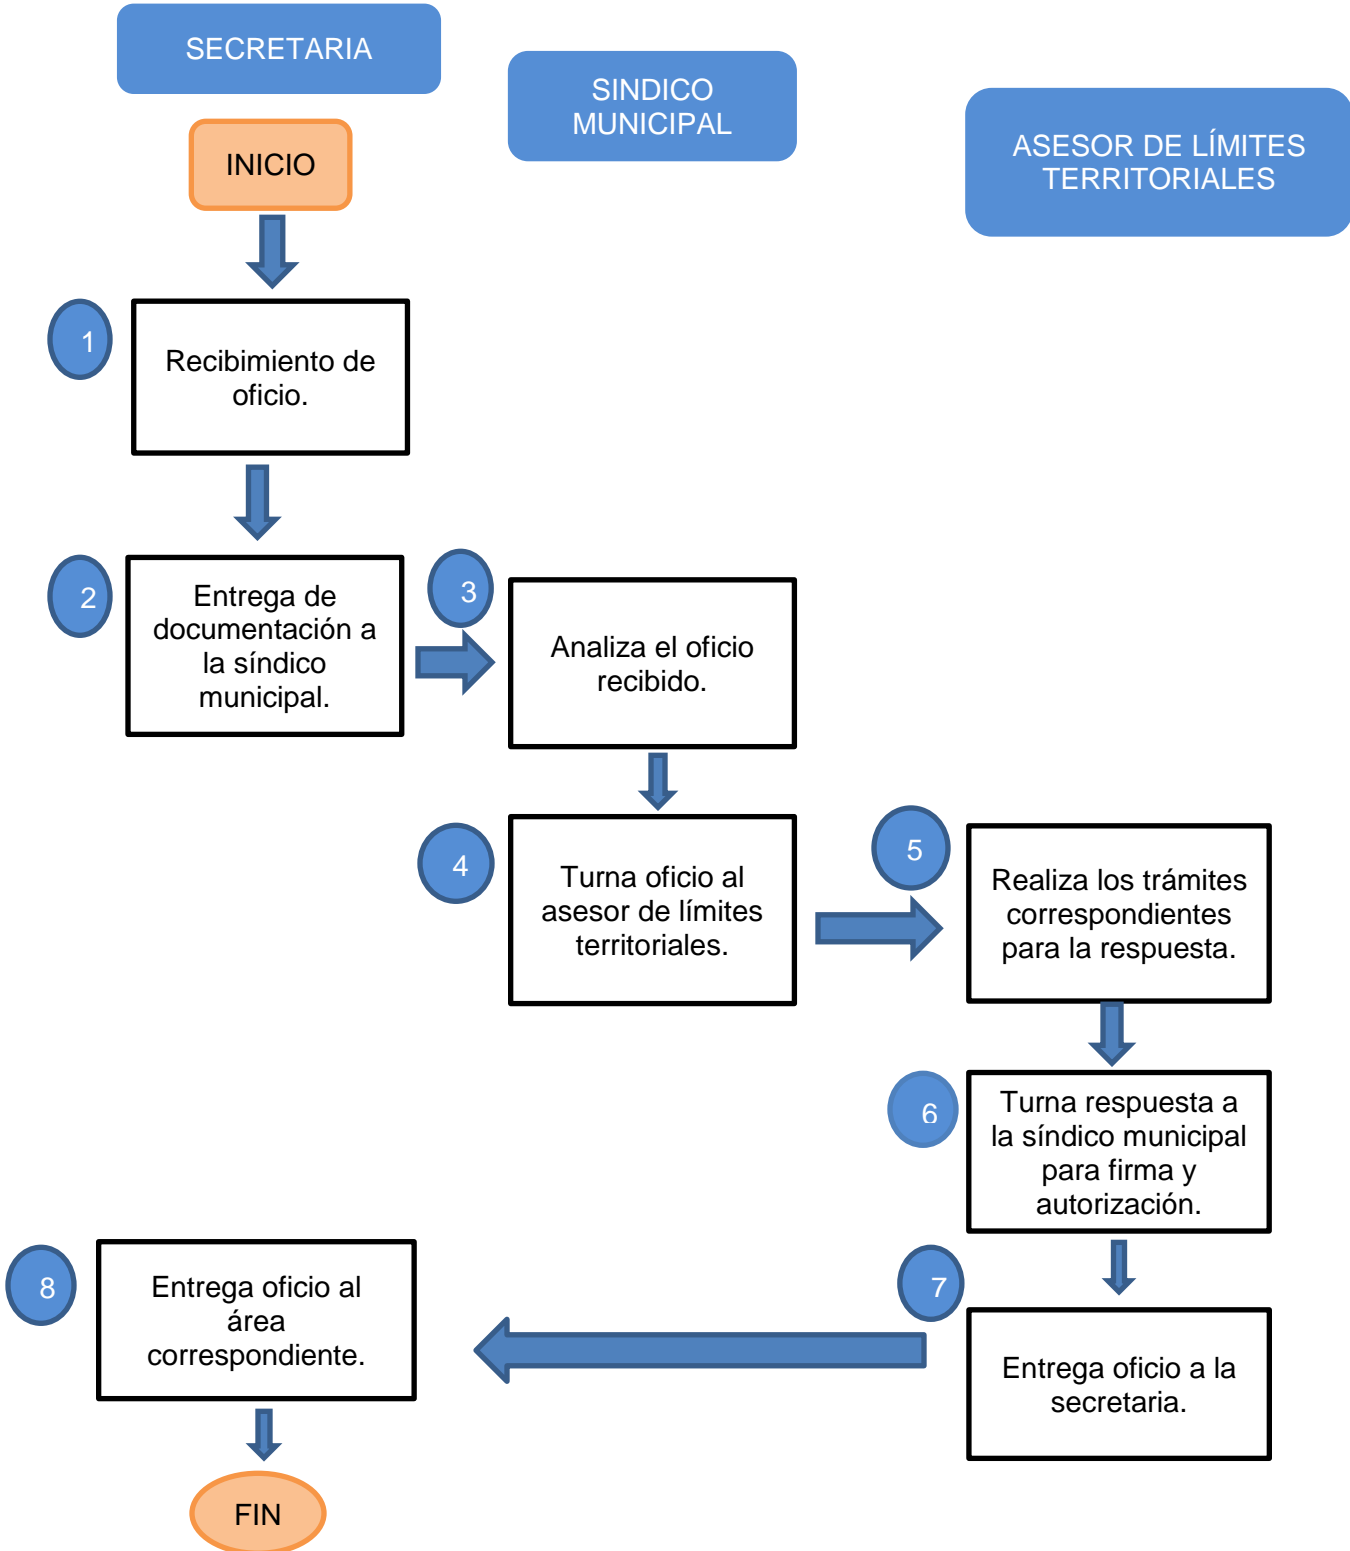 SECRETARIA
SINDICO
MUNICIPAL
ASESOR DE LÍMITES
TERRITORIALES
INICIO
1
Recibimiento de
oficio.
2
Entrega de
documentación a
la síndico
municipal.
3
Analiza el oficio
recibido.
4
Turna oficio al
asesor de límites
territoriales.
5
Realiza los trámites
correspondientes
para la respuesta.
6
Turna respuesta a
la síndico municipal
para firma y
autorización.
7
Entrega oficio a la
secretaria.
8
Entrega oficio al
área
correspondiente.
FIN